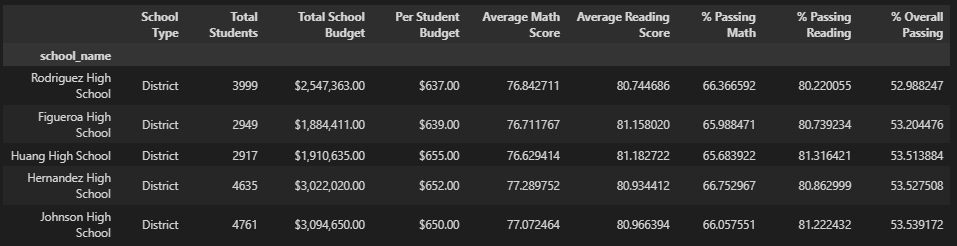 School Type Total Students Total School Budget Per Student Budget Average Math Score Average Reading Score % Passing Math % Passing Reading % Overall Passing
school_name
Rodriguez High School District 3999 $2,547,363.00 $637.00 76.842711 80.744686 66.366592 80.220055 52.988247
Figueroa High School District 2949 $1,884,411.00 $639.00 76.711767 81.158020 65.988471 80.739234 53.204476
Huang High School District 2917 $1,910,635.00 $655.00 76.629414 81.182722 65.683922 81.316421 53.513884
Hernandez High School District 4635 $3,022,020.00 $652.00 77.289752 80.934412 66.752967 80.862999 53.527508
Johnson High School District 4761 $3,094,650.00 $650.00 77.072464 80.966394 66.057551 81.222432 53.539172